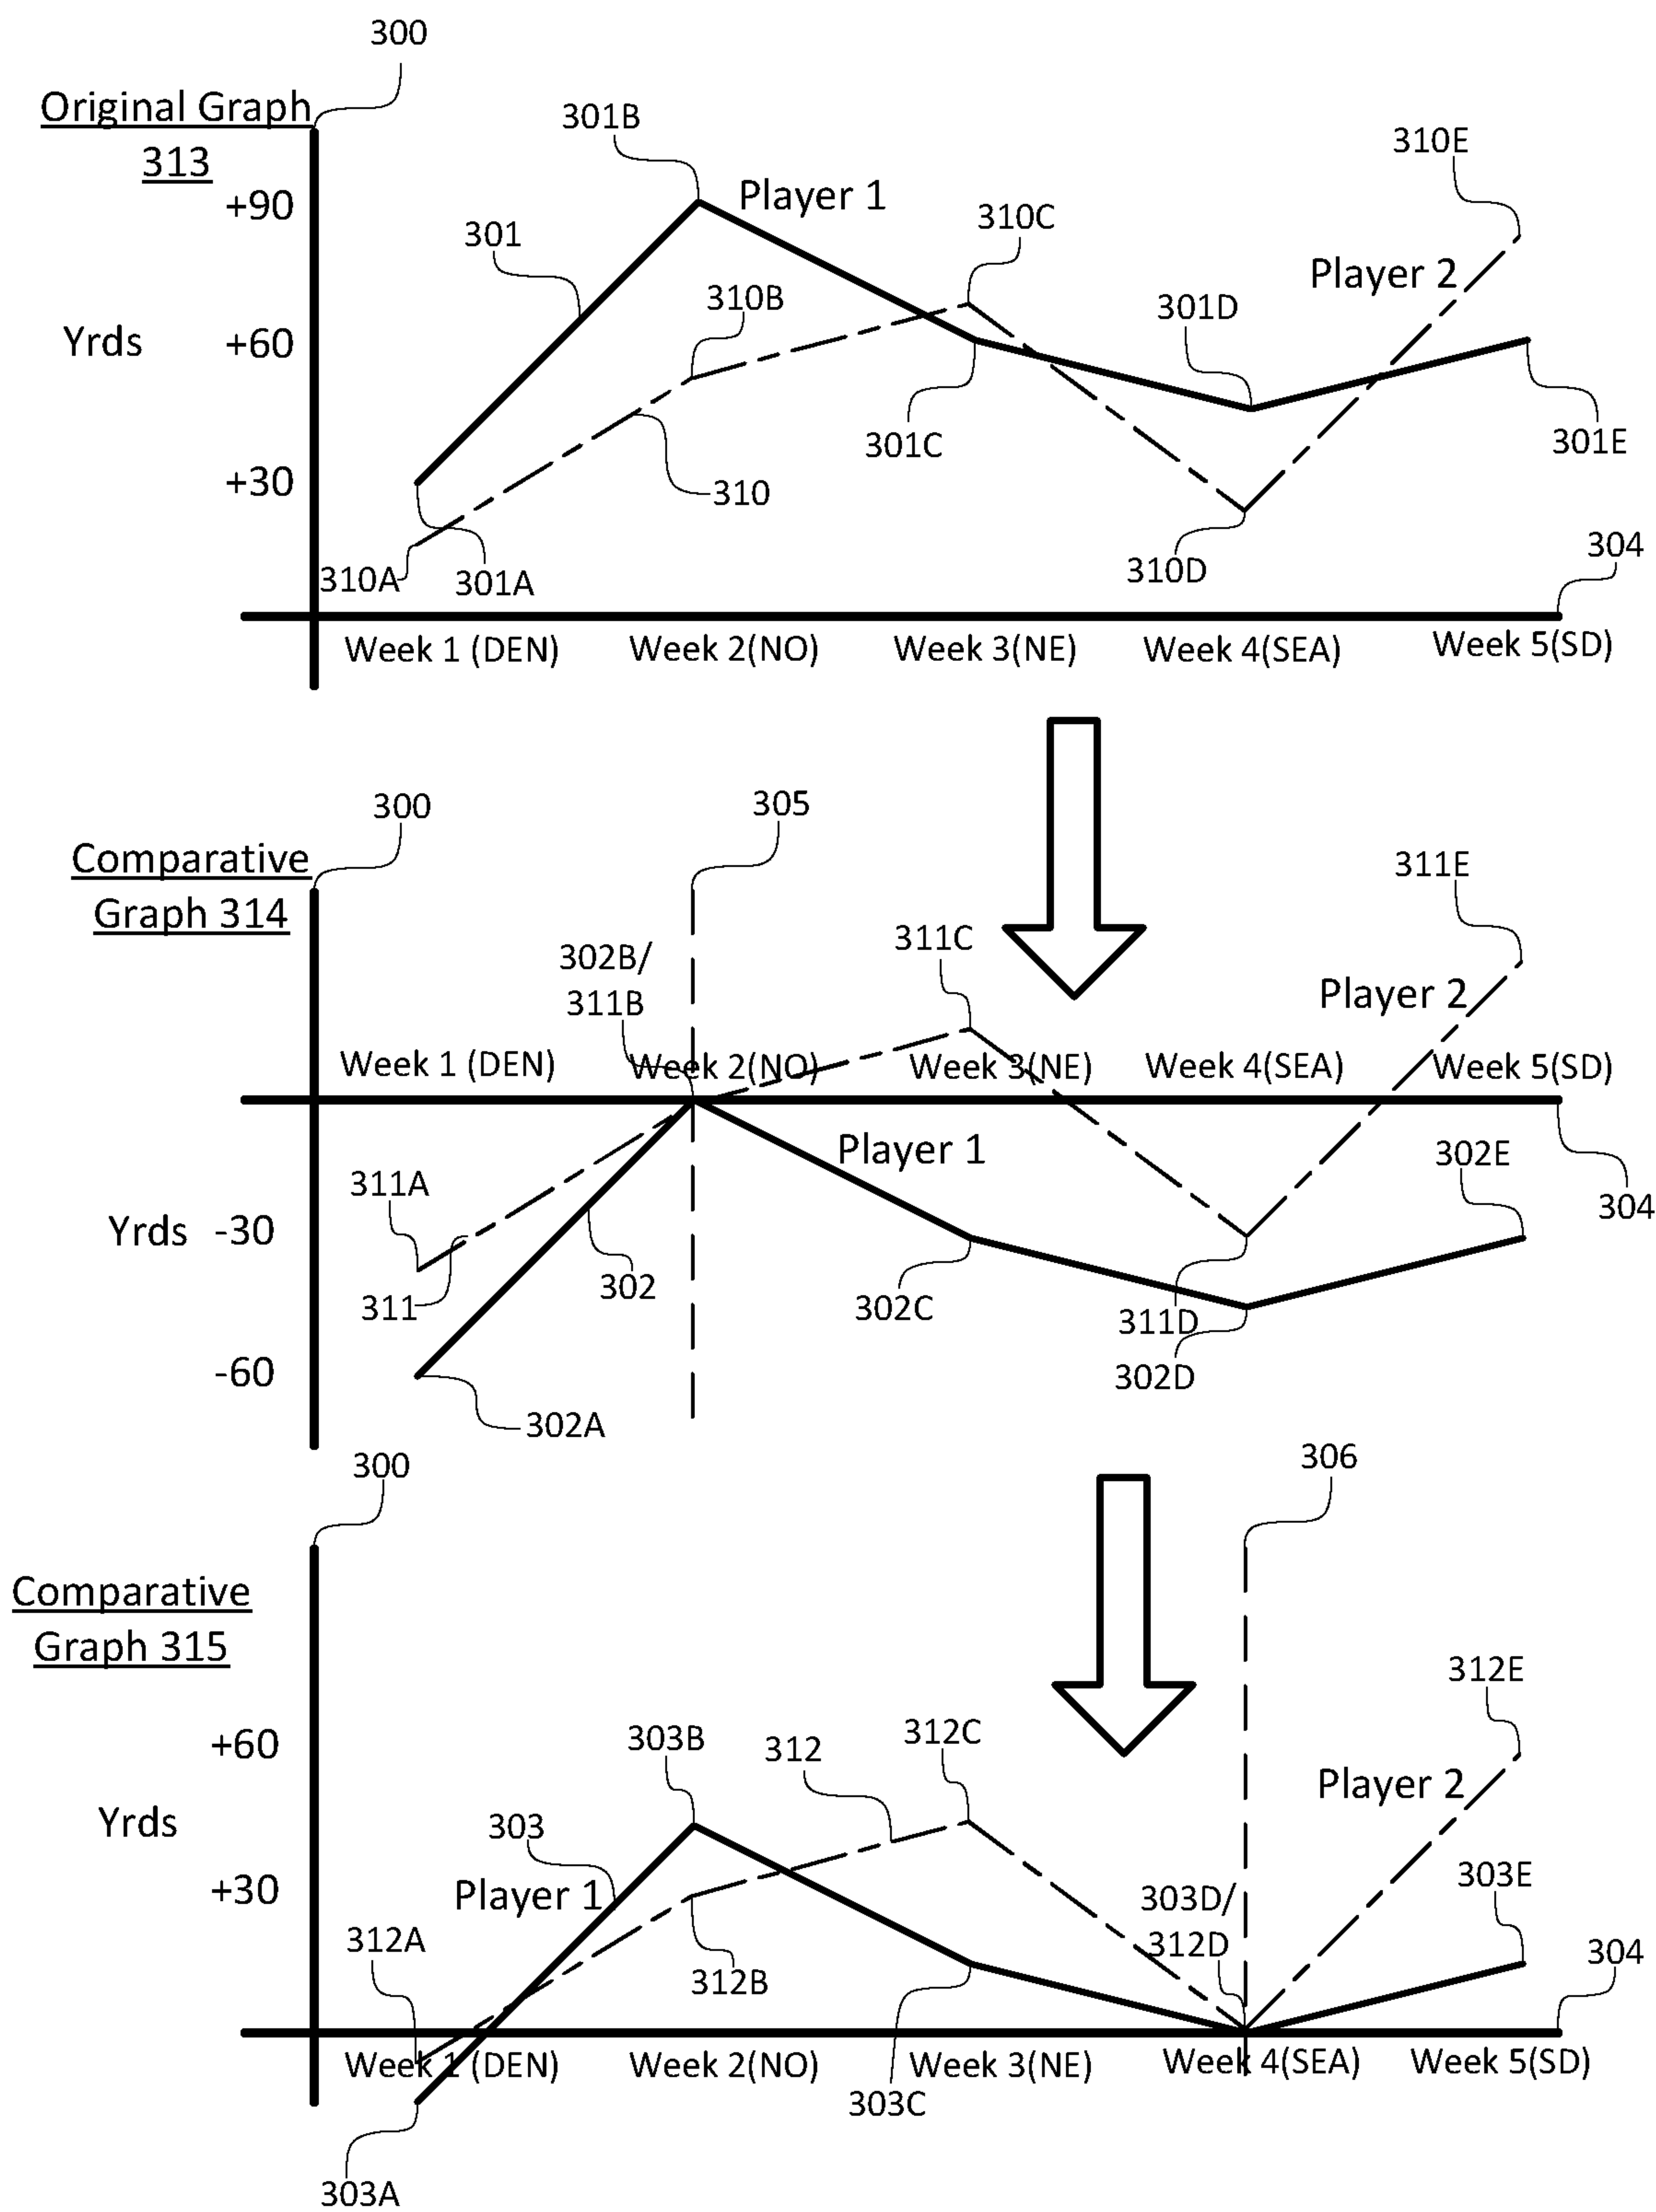 300
Original Graph
313
+90
301B
Player 1
310E
301
310C
Player 2
310B
301D
Yrds
+60
301C
301E
+30
310
310A
301A
310D
304
Week 1 (DEN)
Week 2(NO)
Week 3(NE)
Week 4(SEA)
Week 5(SD)
300
305
Comparative
Graph 314
311E
302B/
311B
311C
Player 2
Week 1 (DEN)
Week 2(NO)
Week 3(NE)
Week 4(SEA)
Week 5(SD)
Player 1
302E
311A
304
Yrds
-30
311
302
302C
311D
302D
-60
302A
300
306
Comparative
Graph 315
312E
+60
303B
312
312C
Player 2
Yrds
303
+30
Player 1
303D/
312D
303E
312A
312B
304
Week 1 (DEN)
Week 2(NO)
Week 3(NE)
Week 4(SEA)
Week 5(SD)
303C
303A